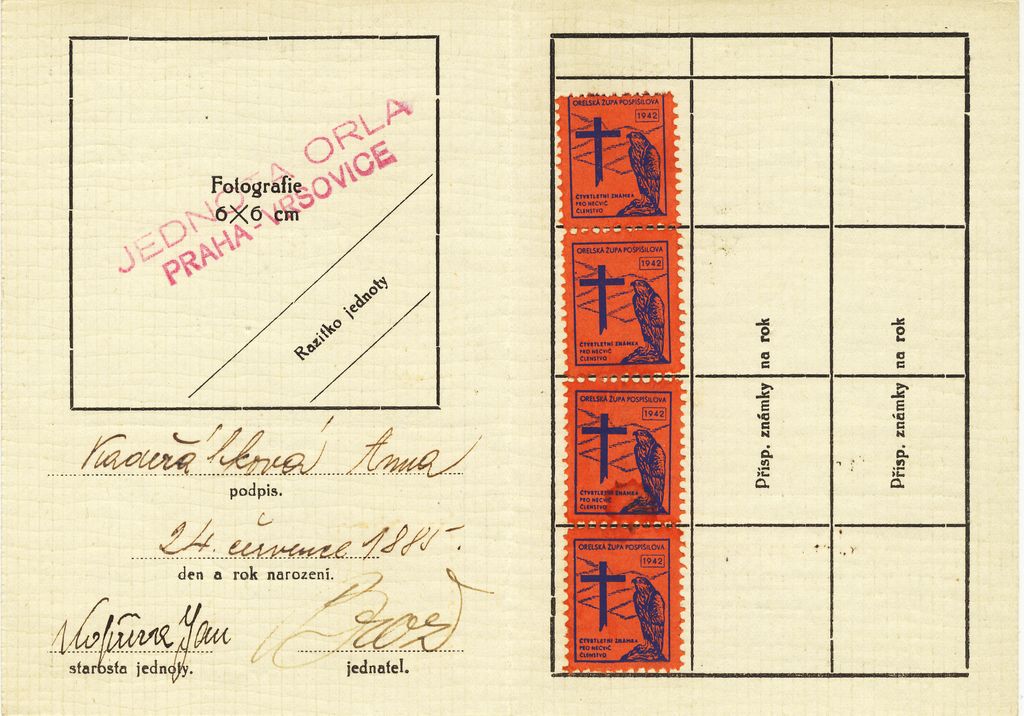 JEDNOTA ORLA
PRAHA-VRŠOVICE
Fotografie
6×6 cm
Razítko jednoty
Kadeřábková Anna
podpis.
24. července 1885.
den a rok narození.
Jan
starosta jednoty.
jednatel.
ORELSKÁ ŽUPA POSPÍŠILOVA
1942
ČTVRTLETNÍ ZNÁMKA
PRO NECVIČ
ČLENSTVO
ORELSKÁ ŽUPA POSPÍŠILOVA
1942
ČTVRTLETNÍ ZNÁMKA
PRO NECVIČ
ČLENSTVO
ORELSKÁ ŽUPA POSPÍŠILOVA
1942
ČTVRTLETNÍ ZNÁMKA
PRO NECVIČ
ČLENSTVO
ORELSKÁ ŽUPA POSPÍŠILOVA
1942
ČTVRTLETNÍ ZNÁMKA
PRO NECVIČ
ČLENSTVO
Přísp. známky na rok
Přísp. známky na rok